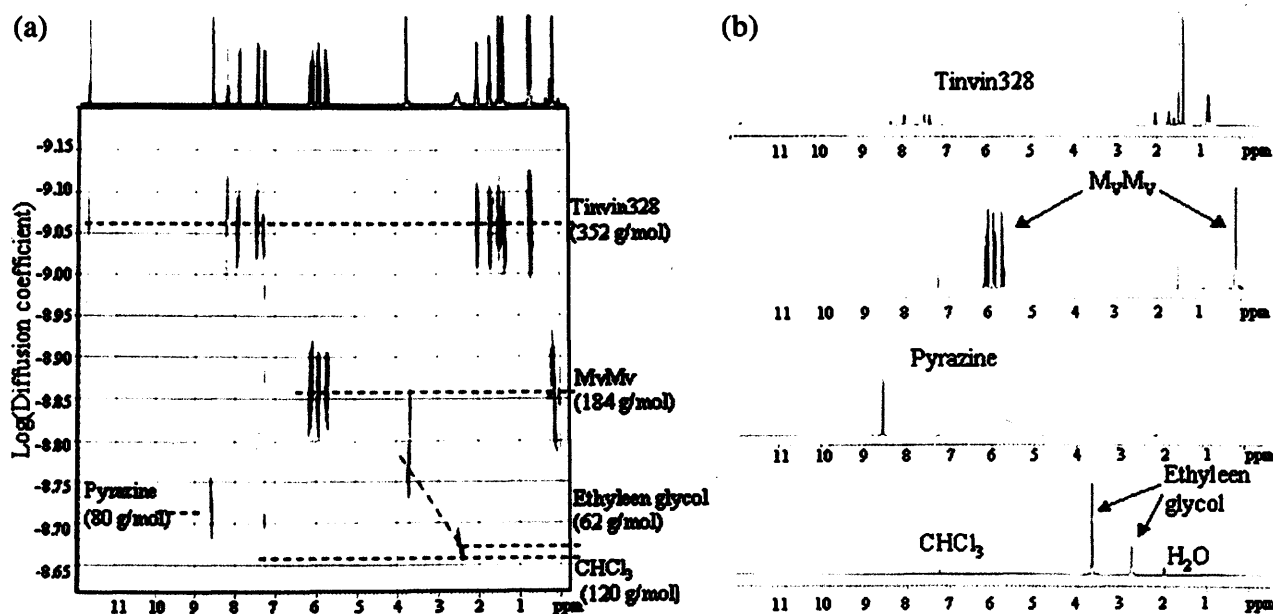 (a)
Log(Diffusion coefficient)
-9.15
-9.10
-9.05
-9.00
-8.95
-8.90
-8.85
-8.80
-8.75
-8.70
-8.65
Tinvin328
(352 g/mol)
MvMv
(184 g/mol)
Pyrazine
(80 g/mol)
Ethyleen glycol
(62 g/mol)
CHCl₃
(120 g/mol)
11 10 9 8 7 6 5 4 3 2 1 ppm
(b)
Tinvin328
11 10 9 8 7 6 5 4 3 2 1 ppm
MᵥMᵥ
11 10 9 8 7 6 5 4 3 2 1 ppm
Pyrazine
11 10 9 8 7 6 5 4 3 2 1 ppm
Ethyleen
glycol
CHCl₃
H₂O
11 10 9 8 7 6 5 4 3 2 1 ppm